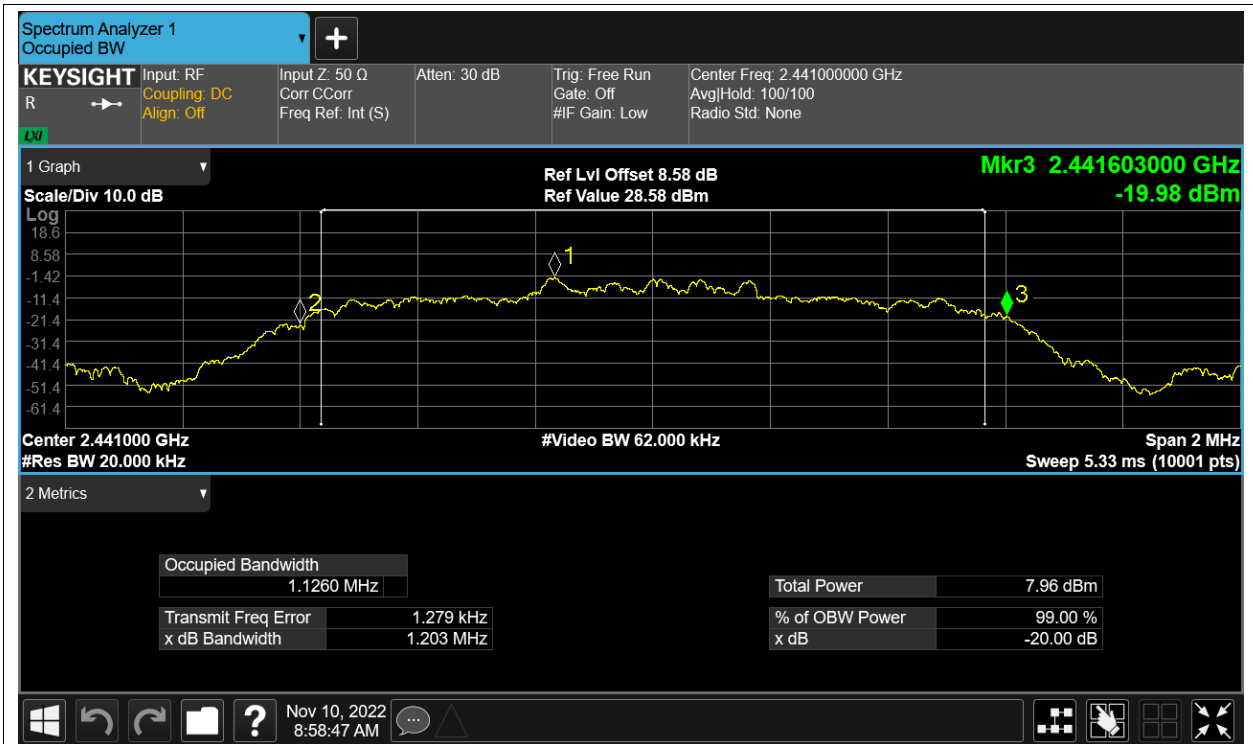 Spectrum Analyzer 1
Occupied BW
KEYSIGHT
R
LXI
Input: RF
Coupling: DC
Align: Off
Input Z: 50 Ω
Corr CCorr
Freq Ref: Int (S)
Atten: 30 dB
Trig: Free Run
Gate: Off
#IF Gain: Low
Center Freq: 2.441000000 GHz
Avg|Hold: 100/100
Radio Std: None
1 Graph
Scale/Div 10.0 dB
Ref Lvl Offset 8.58 dB
Ref Value 28.58 dBm
Mkr3 2.441603000 GHz
-19.98 dBm
Log
18.6
8.58
-1.42
-11.4
-21.4
-31.4
-41.4
-51.4
-61.4
1
2
3
Center 2.441000 GHz
#Video BW 62.000 kHz
Span 2 MHz
#Res BW 20.000 kHz
Sweep 5.33 ms (10001 pts)
2 Metrics
Occupied Bandwidth
1.1260 MHz
Total Power 7.96 dBm
Transmit Freq Error 1.279 kHz
% of OBW Power 99.00 %
x dB Bandwidth 1.203 MHz
x dB -20.00 dB
?
Nov 10, 2022
8:58:47 AM